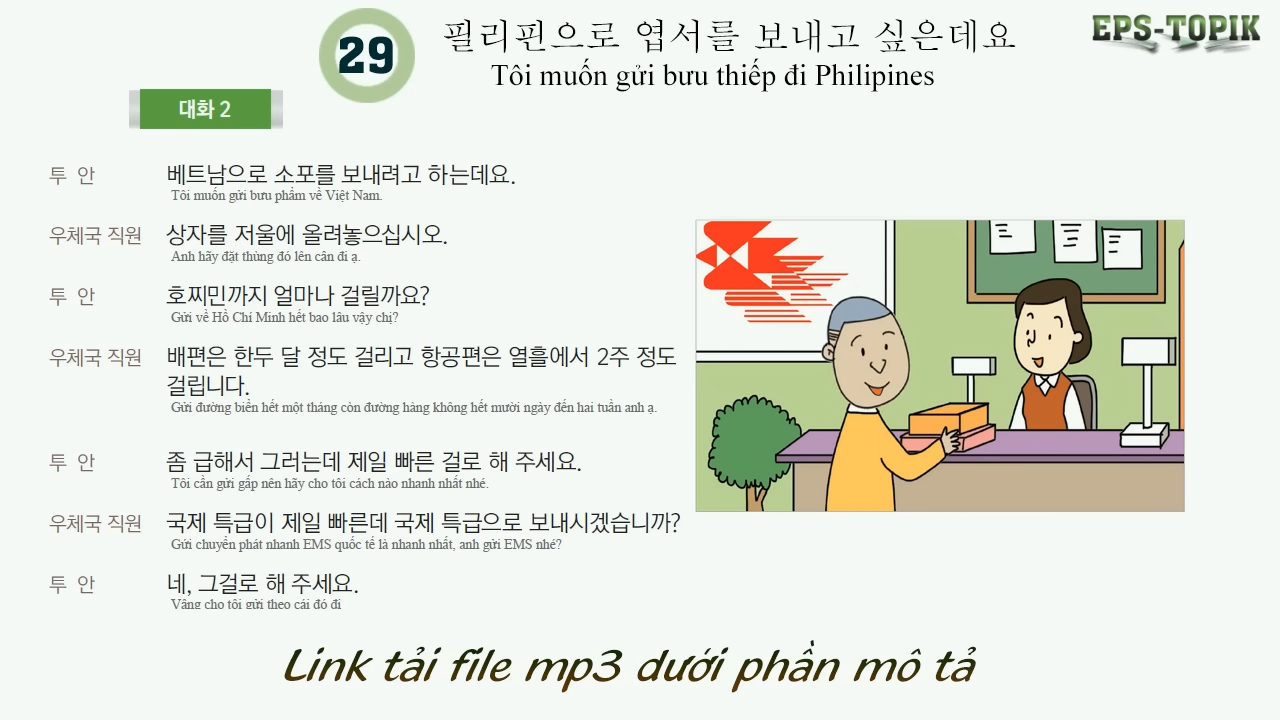 29
필리핀으로 엽서를 보내고 싶은데요
Tôi muốn gửi bưu thiếp đi Philipines
EPS-TOPIK
대화 2
투 안 베트남으로 소포를 보내려고 하는데요.
Tôi muốn gửi bưu phẩm về Việt Nam.
우체국 직원 상자를 저울에 올려놓으십시오.
Anh hãy đặt thùng đó lên cân đi ạ.
투 안 호찌민까지 얼마나 걸릴까요?
Gửi về Hồ Chí Minh hết bao lâu vậy chị?
우체국 직원 배편은 한두 달 정도 걸리고 항공편은 열흘에서 2주 정도
걸립니다.
Gửi đường biển hết một tháng còn đường hàng không hết mười ngày đến hai tuần anh ạ.
투 안 좀 급해서 그러는데 제일 빠른 걸로 해 주세요.
Tôi cần gửi gấp nên hãy cho tôi cách nào nhanh nhất nhé.
우체국 직원 국제 특급이 제일 빠른데 국제 특급으로 보내시겠습니까?
Gửi chuyển phát nhanh EMS quốc tế là nhanh nhất, anh gửi EMS nhé?
투 안 네, 그걸로 해 주세요.
Vâng cho tôi gửi theo cái đó đi
Link tải file mp3 dưới phần mô tả